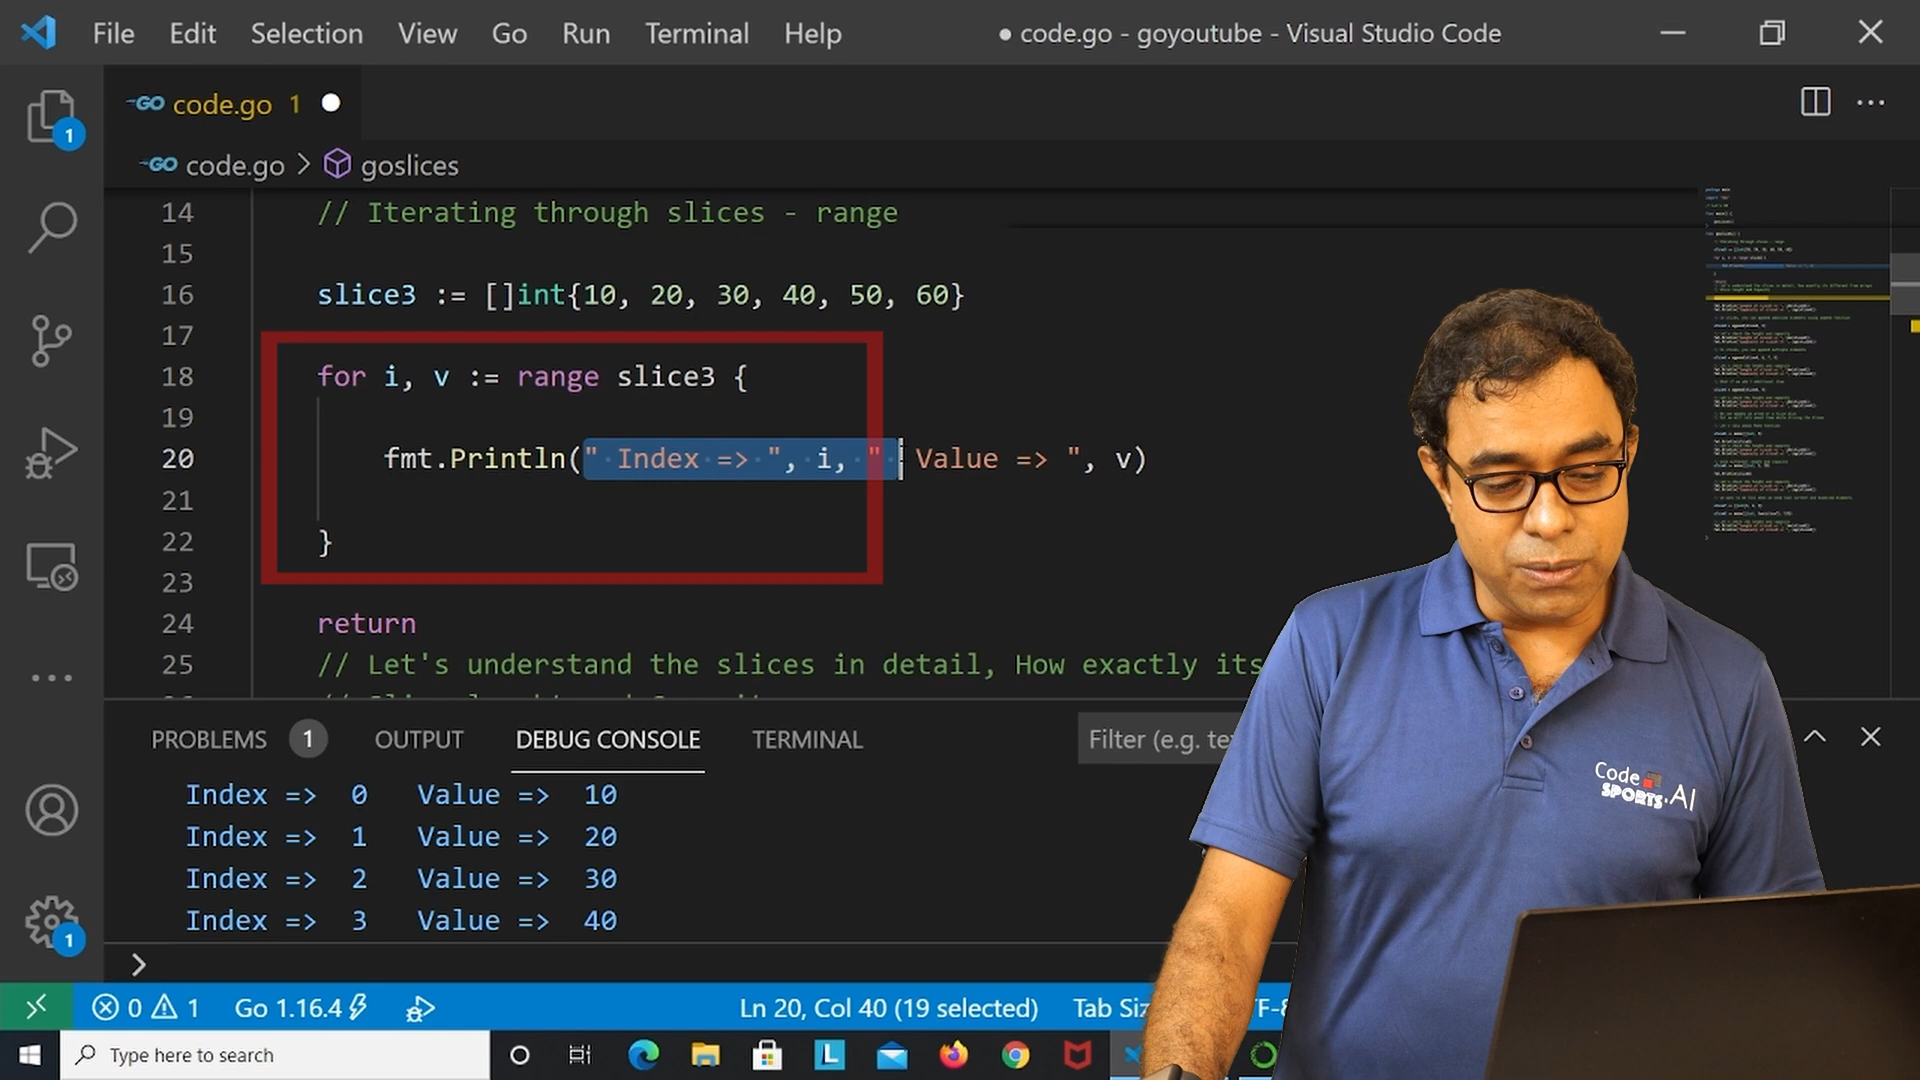 File Edit Selection View Go Run Terminal Help ● code.go - goyoutube - Visual Studio Code
GO code.go 1
GO code.go > goslices
14 // Iterating through slices - range
15
16 slice3 := []int{10, 20, 30, 40, 50, 60}
17
18 for i, v := range slice3 {
19
20 fmt.Println(" Index => ", i, " Value => ", v)
21
22 }
23
24 return
25 // Let's understand the slices in detail, How exactly its
PROBLEMS 1 OUTPUT DEBUG CONSOLE TERMINAL Filter (e.g.
Index => 0 Value => 10
Index => 1 Value => 20
Index => 2 Value => 30
Index => 3 Value => 40
Code
SPORTS.AI
1
1
0 1 Go 1.16.4 Ln 20, Col 40 (19 selected) Tab
Type here to search